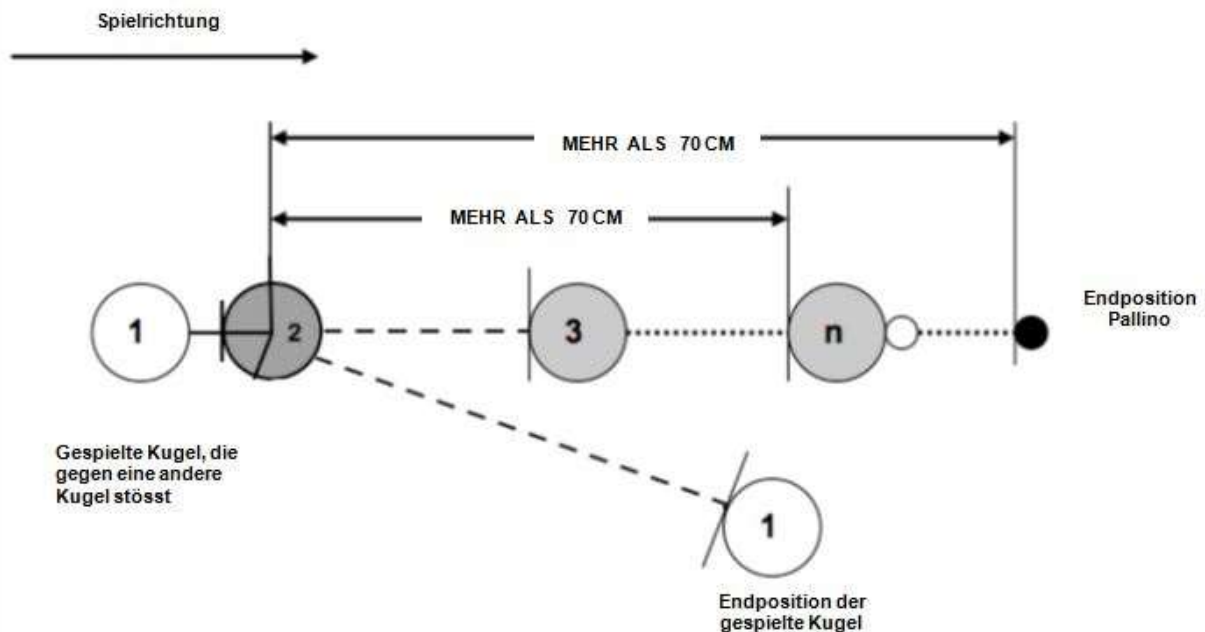 Spielrichtung
MEHR ALS 70 CM
MEHR ALS 70 CM
1
2
3
n
Endposition
Pallino
Gespielte Kugel, die
gegen eine andere
Kugel stösst
1
Endposition der
gespielte Kugel